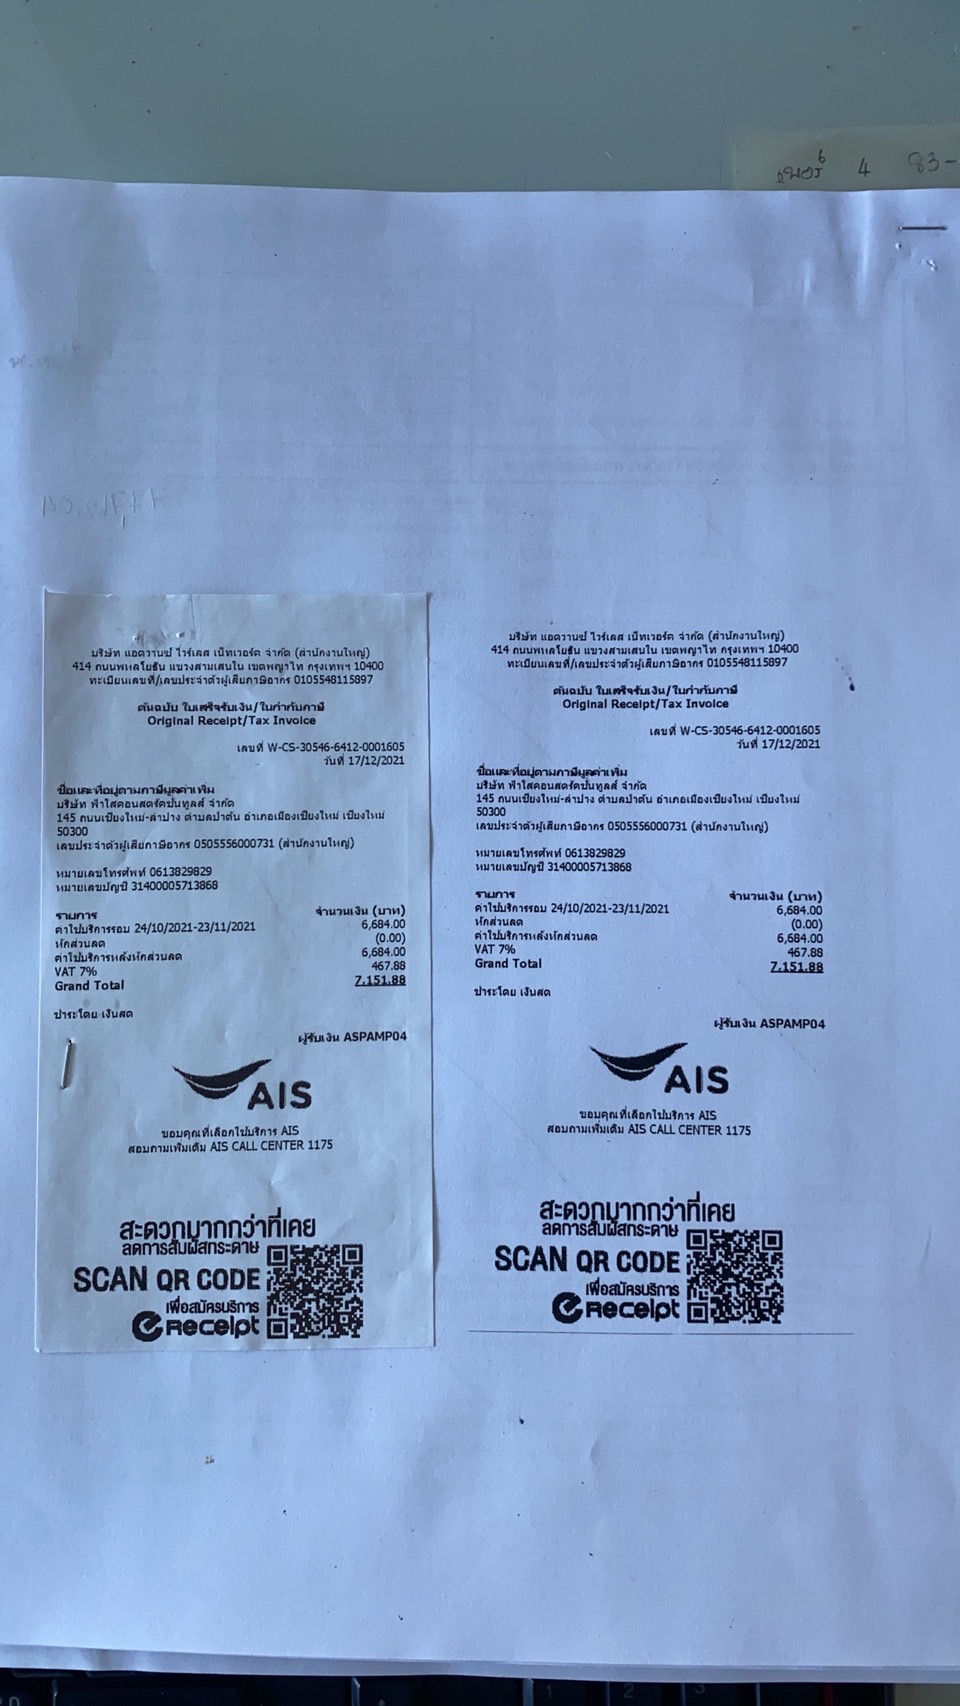 6
4 83-
บริษัท แอดวานซ์ ไวร์เลส เน็ทเวอร์ค จำกัด (สำนักงานใหญ่)
414 ถนนพหลโยธิน แขวงสามเสนใน เขตพญาไท กรุงเทพฯ 10400
ทะเบียนเลขที่/เลขประจำตัวผู้เสียภาษีอากร 0105548115897
ต้นฉบับ ใบเสร็จรับเงิน/ใบกำกับภาษี
Original Receipt/Tax Invoice
เลขที่ W-CS-30546-6412-0001605
วันที่ 17/12/2021
ชื่อและที่อยู่ตามภาษีมูลค่าเพิ่ม
บริษัท ฟ้าใสคอนสตรัคชั่นทูลส์ จำกัด
145 ถนนเชียงใหม่-ลำปาง ตำบลป่าตัน อำเภอเมืองเชียงใหม่ เชียงใหม่
50300
เลขประจำตัวผู้เสียภาษีอากร 0505556000731 (สำนักงานใหญ่)
หมายเลขโทรศัพท์ 0613829829
หมายเลขบัญชี 31400005713868
รายการ จำนวนเงิน (บาท)
ค่าใช้บริการรอบ 24/10/2021-23/11/2021 6,684.00
หักส่วนลด (0.00)
ค่าใช้บริการหลังหักส่วนลด 6,684.00
VAT 7% 467.88
Grand Total 7,151.88
ชำระโดย เงินสด
ผู้รับเงิน ASPAMP04
AIS
ขอบคุณที่เลือกใช้บริการ AIS
สอบถามเพิ่มเติม AIS CALL CENTER 1175
สะดวกมากกว่าที่เคย
ลดการสัมผัสกระดาษ
SCAN QR CODE
เพื่อสมัครบริการ
eReceipt
บริษัท แอดวานซ์ ไวร์เลส เน็ทเวอร์ค จำกัด (สำนักงานใหญ่)
414 ถนนพหลโยธิน แขวงสามเสนใน เขตพญาไท กรุงเทพฯ 10400
ทะเบียนเลขที่/เลขประจำตัวผู้เสียภาษีอากร 0105548115897
ต้นฉบับ ใบเสร็จรับเงิน/ใบกำกับภาษี
Original Receipt/Tax Invoice
เลขที่ W-CS-30546-6412-0001605
วันที่ 17/12/2021
ชื่อและที่อยู่ตามภาษีมูลค่าเพิ่ม
บริษัท ฟ้าใสคอนสตรัคชั่นทูลส์ จำกัด
145 ถนนเชียงใหม่-ลำปาง ตำบลป่าตัน อำเภอเมืองเชียงใหม่ เชียงใหม่
50300
เลขประจำตัวผู้เสียภาษีอากร 0505556000731 (สำนักงานใหญ่)
หมายเลขโทรศัพท์ 0613829829
หมายเลขบัญชี 31400005713868
รายการ จำนวนเงิน (บาท)
ค่าใช้บริการรอบ 24/10/2021-23/11/2021 6,684.00
หักส่วนลด (0.00)
ค่าใช้บริการหลังหักส่วนลด 6,684.00
VAT 7% 467.88
Grand Total 7,151.88
ชำระโดย เงินสด
ผู้รับเงิน ASPAMP04
AIS
ขอบคุณที่เลือกใช้บริการ AIS
สอบถามเพิ่มเติม AIS CALL CENTER 1175
สะดวกมากกว่าที่เคย
ลดการสัมผัสกระดาษ
SCAN QR CODE
เพื่อสมัครบริการ
eReceipt
1 2 3